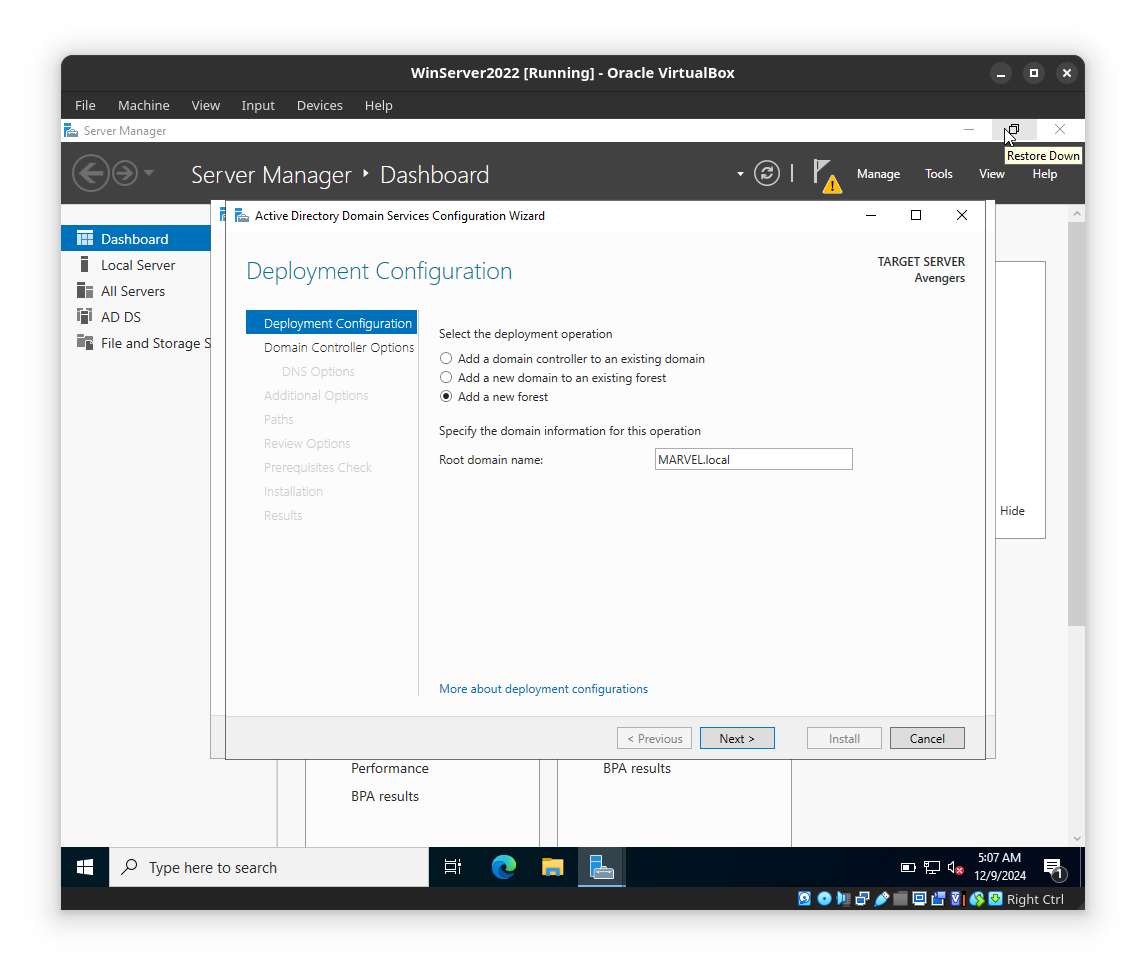 WinServer2022 [Running] - Oracle VirtualBox
File Machine View Input Devices Help
Server Manager
Restore Down
Server Manager Dashboard
Manage Tools View Help
Active Directory Domain Services Configuration Wizard
Dashboard
Local Server
All Servers
AD DS
File and Storage S
Deployment Configuration
TARGET SERVER
Avengers
Deployment Configuration
Domain Controller Options
DNS Options
Additional Options
Paths
Review Options
Prerequisites Check
Installation
Results
Select the deployment operation
Add a domain controller to an existing domain
Add a new domain to an existing forest
Add a new forest
Specify the domain information for this operation
Root domain name: MARVEL.local
More about deployment configurations
Hide
< Previous Next > Install Cancel
Performance
BPA results
BPA results
Type here to search
5:07 AM
12/9/2024
1
Right Ctrl